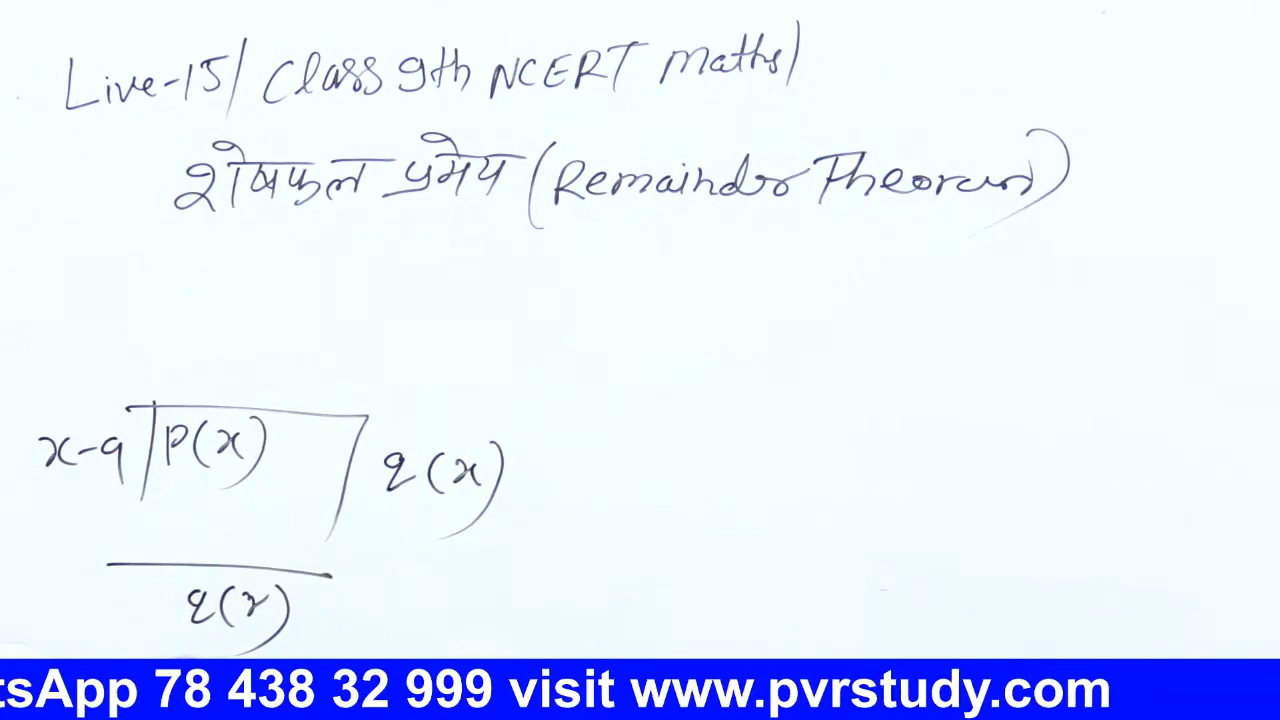 Live-15/ Class 9th NCERT Maths/
शेषफल प्रमेय (Remainder Theorem)
x-a P(x) q(x)
r(x)
tsApp 78 438 32 999 visit www.pvrstudy.com